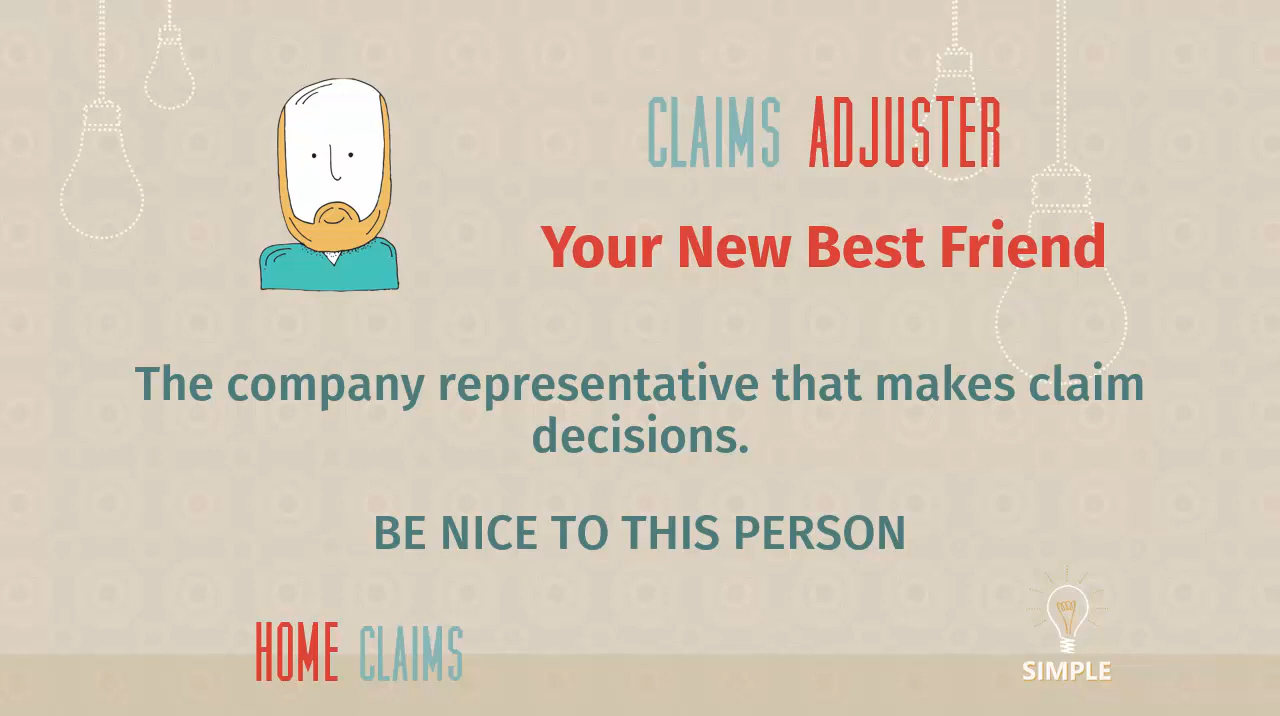 CLAIMS ADJUSTER
Your New Best Friend
The company representative that makes claim
decisions.
BE NICE TO THIS PERSON
HOME CLAIMS
SIMPLE